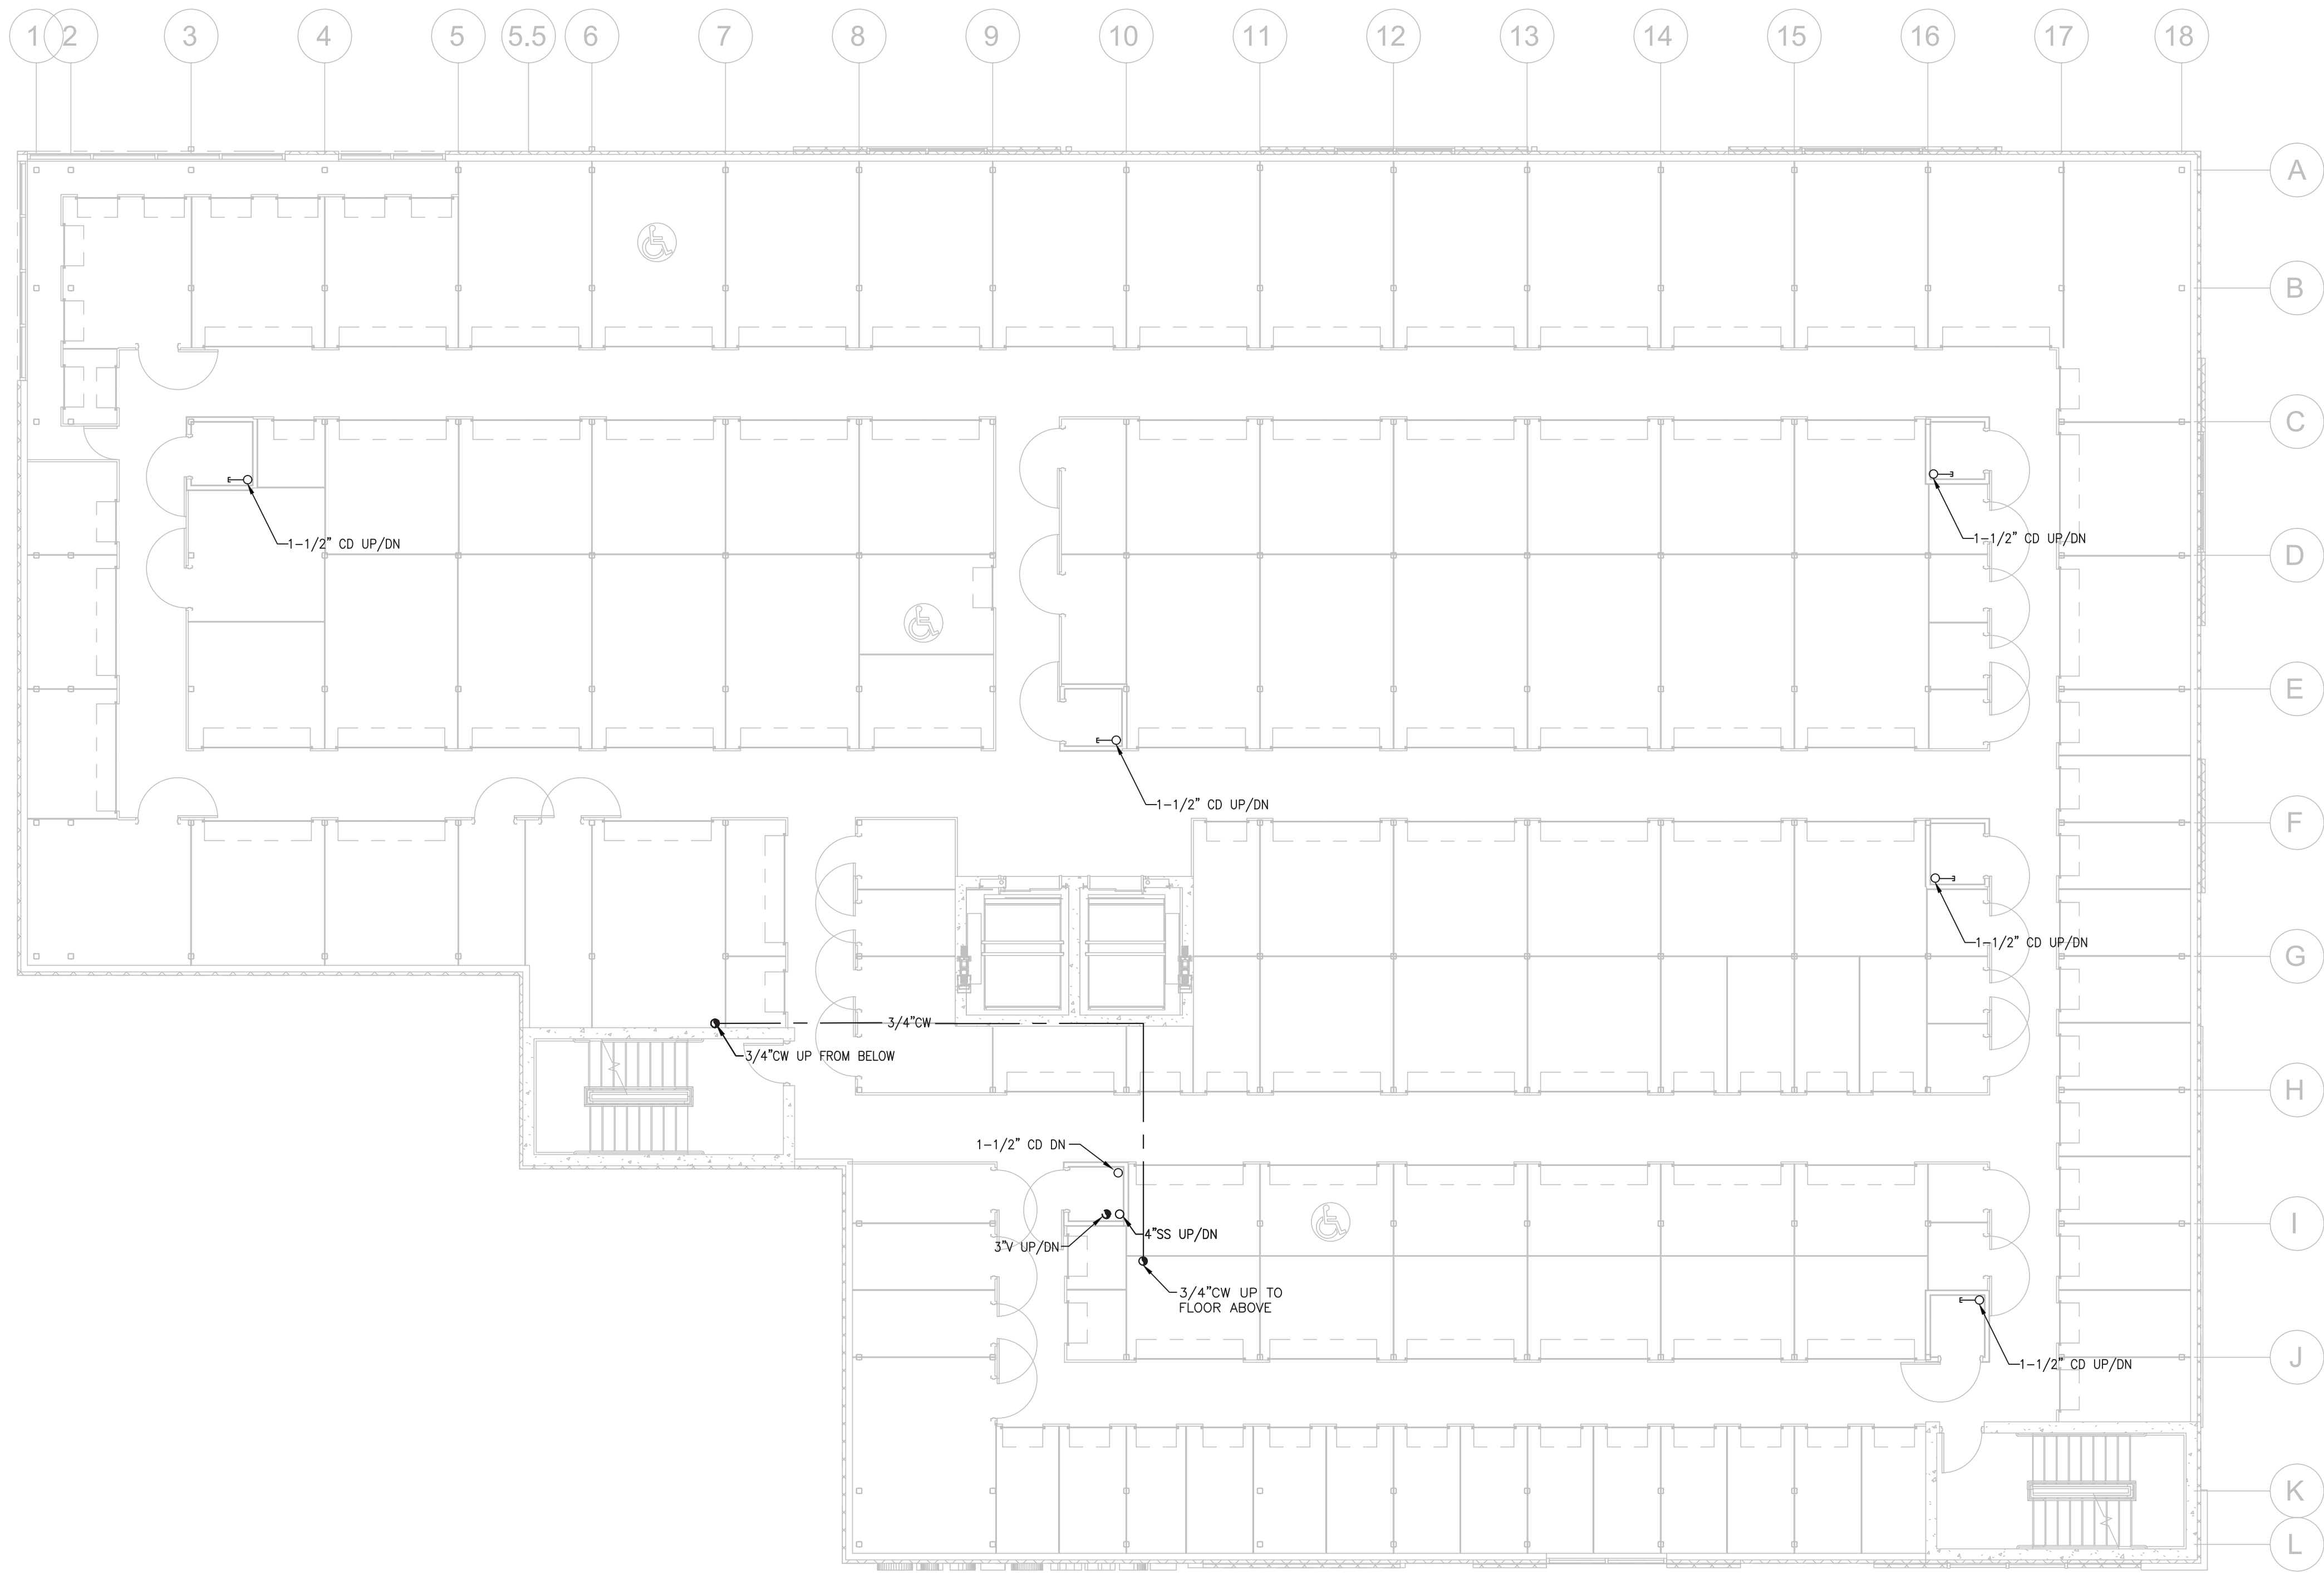 1
2
3
4
5
5.5
6
7
8
9
10
11
12
13
14
15
16
17
18
A
B
C
D
E
F
G
H
I
J
K
L
1-1/2" CD UP/DN
1-1/2" CD UP/DN
1-1/2" CD UP/DN
1-1/2" CD UP/DN
3/4"CW
3/4"CW UP FROM BELOW
1-1/2" CD DN
4"SS UP/DN
3"V UP/DN
3/4"CW UP TO
FLOOR ABOVE
1-1/2" CD UP/DN